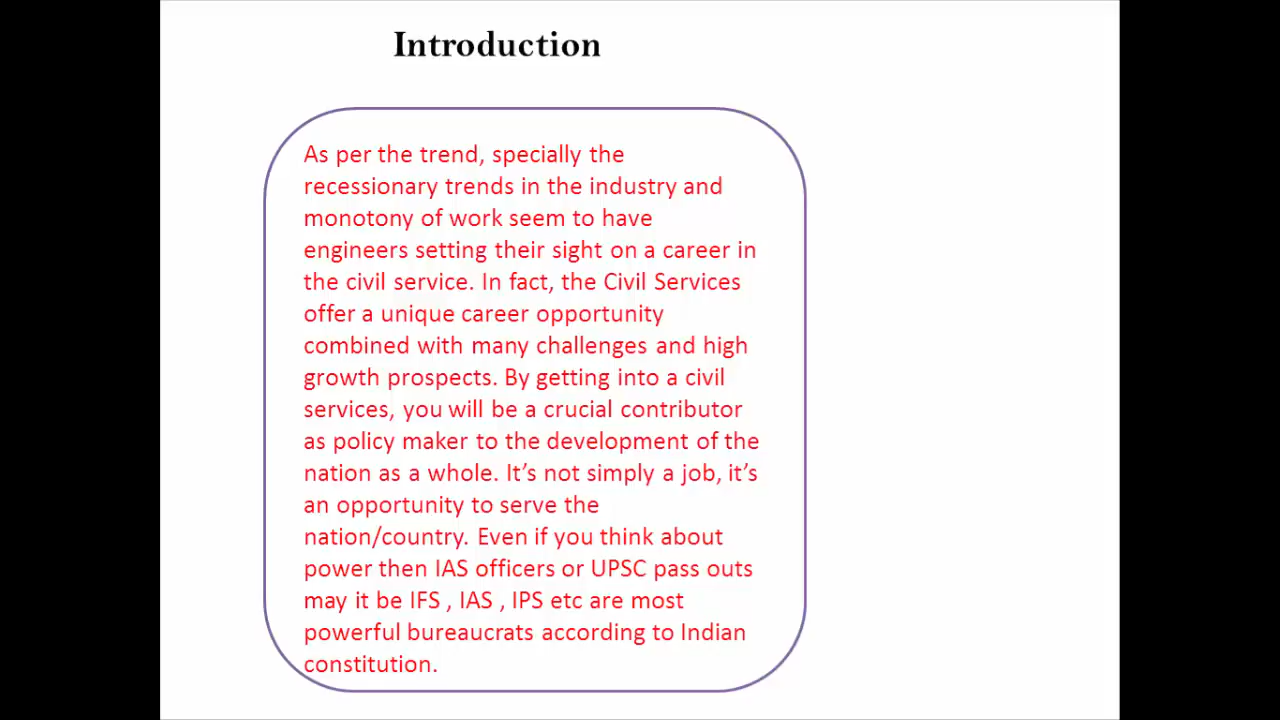 Introduction
As per the trend, specially the
recessionary trends in the industry and
monotony of work seem to have
engineers setting their sight on a career in
the civil service. In fact, the Civil Services
offer a unique career opportunity
combined with many challenges and high
growth prospects. By getting into a civil
services, you will be a crucial contributor
as policy maker to the development of the
nation as a whole. It’s not simply a job, it’s
an opportunity to serve the
nation/country. Even if you think about
power then IAS officers or UPSC pass outs
may it be IFS , IAS , IPS etc are most
powerful bureaucrats according to Indian
constitution.